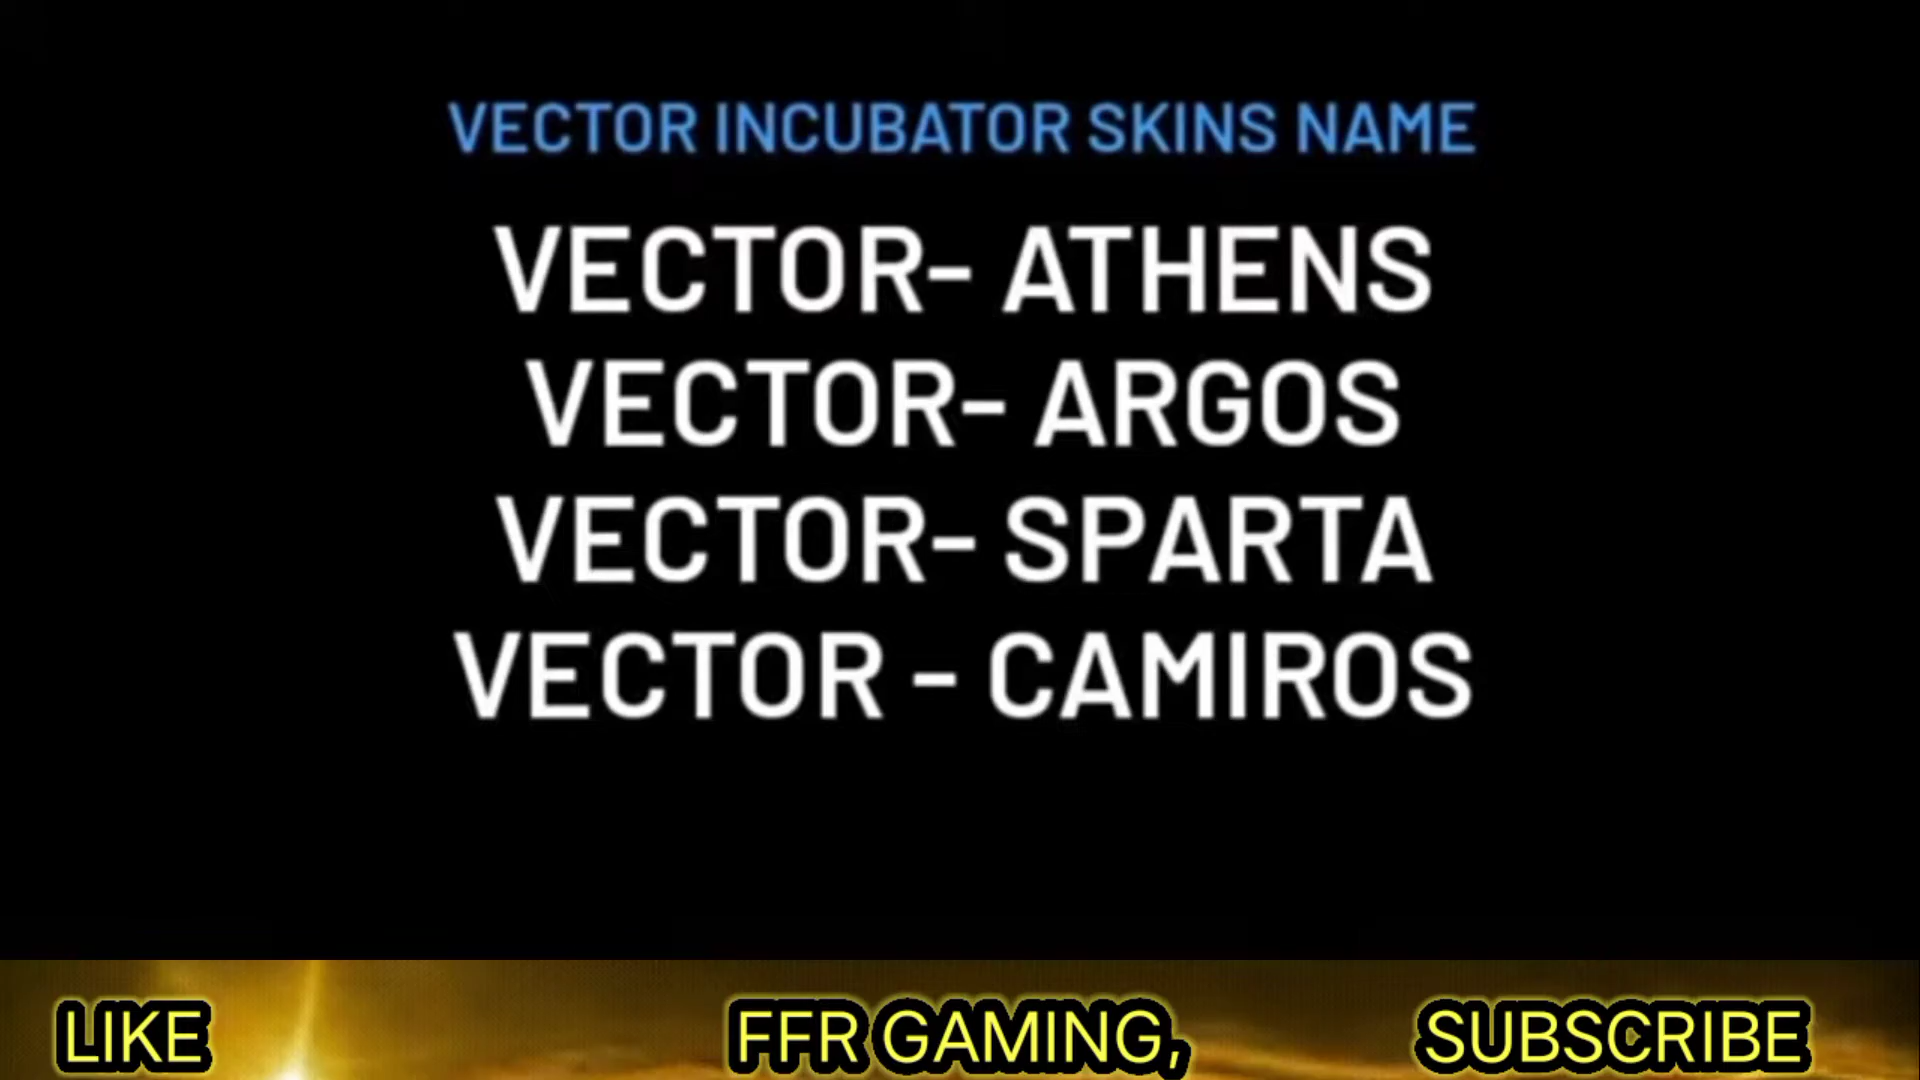 VECTOR INCUBATOR SKINS NAME
VECTOR- ATHENS
VECTOR- ARGOS
VECTOR- SPARTA
VECTOR - CAMIROS
LIKE FFR GAMING, SUBSCRIBE